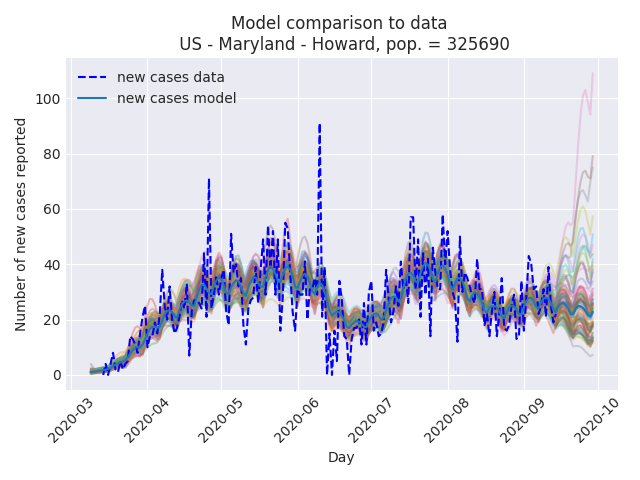 Model comparison to data
US - Maryland - Howard, pop. = 325690
new cases data
new cases model
Number of new cases reported
100
80
60
40
20
0
2020-03
2020-04
2020-05
2020-06
2020-07
2020-08
2020-09
2020-10
Day